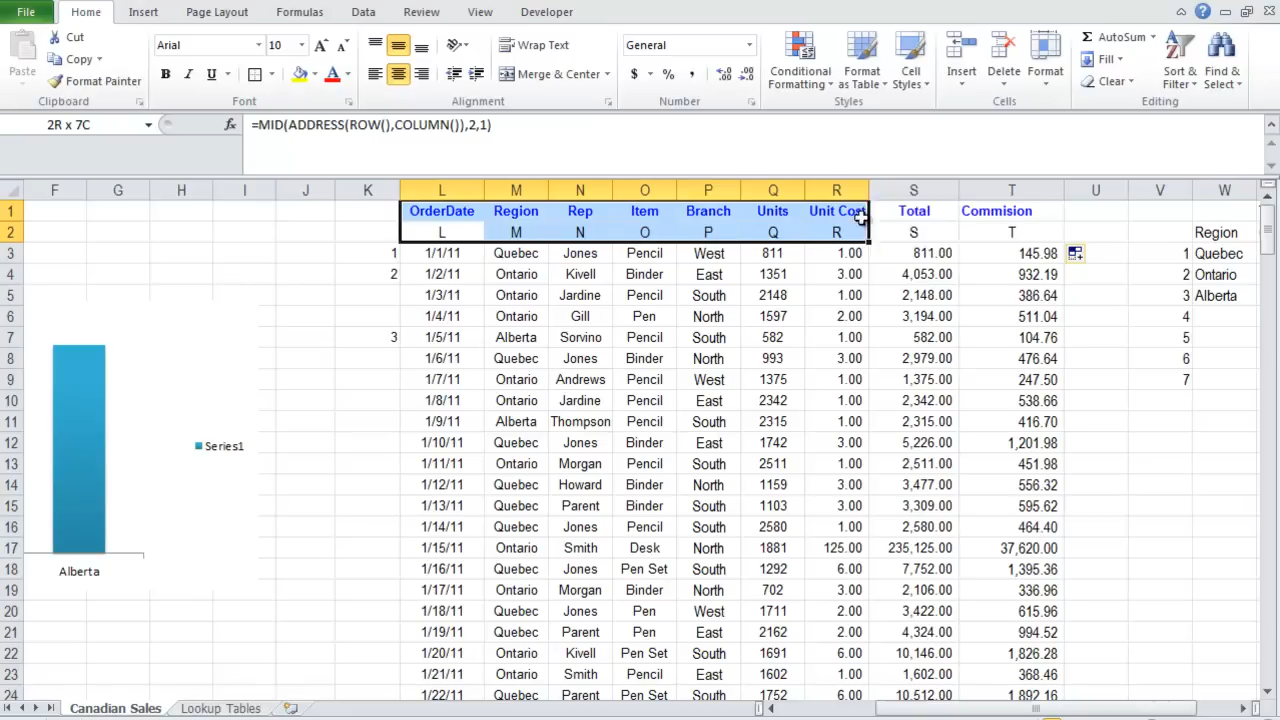 File Home Insert Page Layout Formulas Data Review View Developer
Cut
Copy
Format Painter
Paste
Clipboard
Arial 10
B I U
Font
Wrap Text
Merge & Center
Alignment
General
$ % ,
Number
Conditional Formatting
Format as Table
Cell Styles
Styles
Insert Delete Format
Cells
AutoSum
Fill
Clear
Sort & Filter
Find & Select
Editing
2R x 7C fx =MID(ADDRESS(ROW(),COLUMN()),2,1)
F G H I J K L M N O P Q R S T U V W
1 OrderDate Region Rep Item Branch Units Unit Cost Total Commision
2 L M N O P Q R S T Region
3 1 1/1/11 Quebec Jones Pencil West 811 1.00 811.00 145.98 1 Quebec
4 2 1/2/11 Ontario Kivell Binder East 1351 3.00 4,053.00 932.19 2 Ontario
5 1/3/11 Ontario Jardine Pencil South 2148 1.00 2,148.00 386.64 3 Alberta
6 1/4/11 Ontario Gill Pen North 1597 2.00 3,194.00 511.04 4
7 3 1/5/11 Alberta Sorvino Pencil South 582 1.00 582.00 104.76 5
8 1/6/11 Quebec Jones Binder North 993 3.00 2,979.00 476.64 6
9 1/7/11 Ontario Andrews Pencil West 1375 1.00 1,375.00 247.50 7
10 1/8/11 Ontario Jardine Pencil East 2342 1.00 2,342.00 538.66
11 1/9/11 Alberta Thompson Pencil South 2315 1.00 2,315.00 416.70
12 1/10/11 Quebec Jones Binder East 1742 3.00 5,226.00 1,201.98
Series1
13 1/11/11 Ontario Morgan Pencil South 2511 1.00 2,511.00 451.98
14 1/12/11 Quebec Howard Binder North 1159 3.00 3,477.00 556.32
15 1/13/11 Quebec Parent Binder South 1103 3.00 3,309.00 595.62
16 1/14/11 Quebec Jones Pencil South 2580 1.00 2,580.00 464.40
17 1/15/11 Ontario Smith Desk North 1881 125.00 235,125.00 37,620.00
18 1/16/11 Quebec Jones Pen Set South 1292 6.00 7,752.00 1,395.36
Alberta
19 1/17/11 Ontario Morgan Binder South 702 3.00 2,106.00 336.96
20 1/18/11 Quebec Jones Pen West 1711 2.00 3,422.00 615.96
21 1/19/11 Quebec Parent Pen East 2162 2.00 4,324.00 994.52
22 1/20/11 Ontario Kivell Pen Set South 1691 6.00 10,146.00 1,826.28
23 1/21/11 Ontario Smith Pencil East 1602 1.00 1,602.00 368.46
24 1/22/11 Quebec Parent Pen Set South 1752 6.00 10,512.00 1,892.16
Canadian Sales Lookup Tables